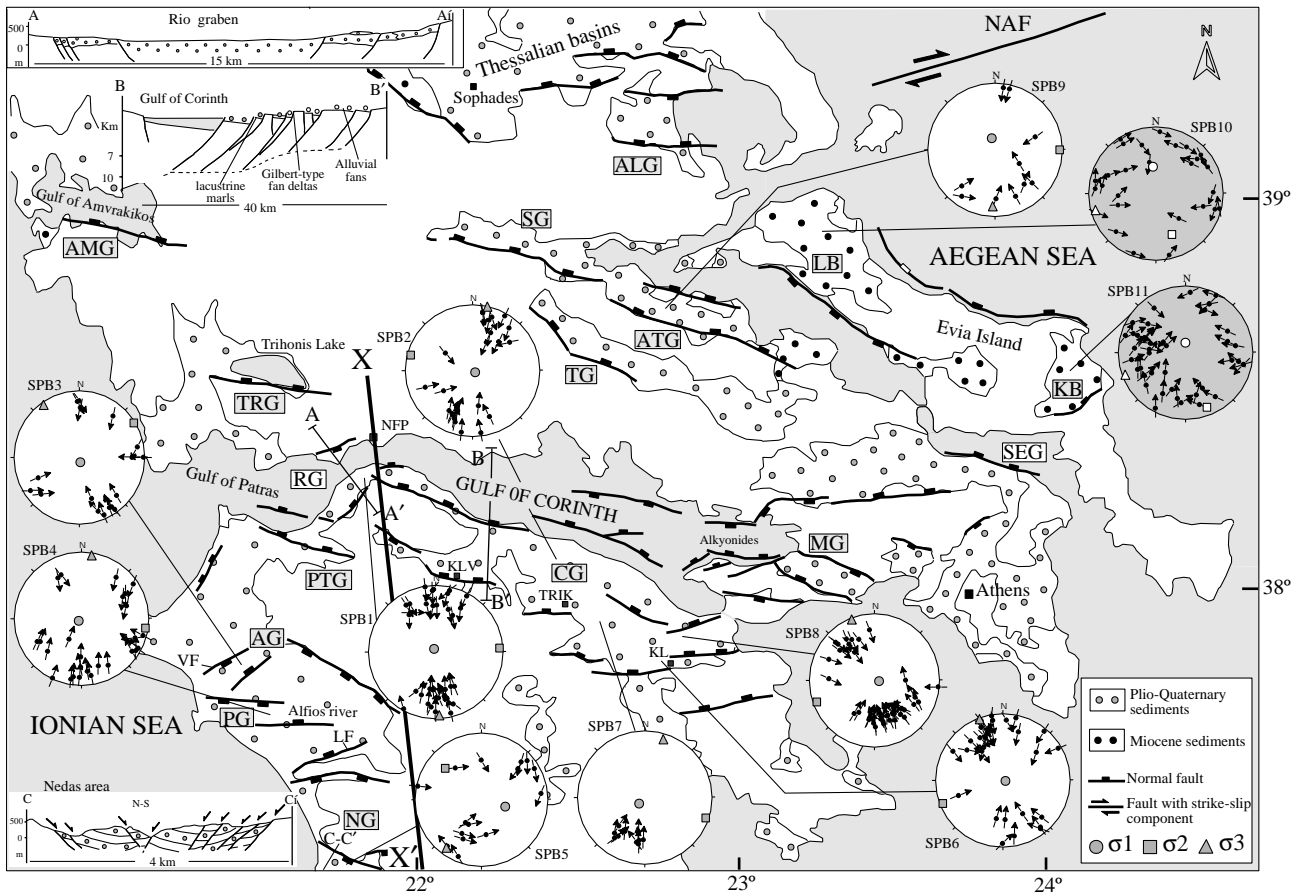 A
Rio graben
Aí
500
0
m
15 km
B
B′
Gulf of Corinth
Km
7
10
lacustrine
marls
Gilbert-type
fan deltas
Alluvial
fans
40 km
Thessalian basins
Sophades
ALG
NAF
N
SPB9
N
SPB10
N
39º
Gulf of Amvrakikos
AMG
SG
LB
AEGEAN SEA
SPB11
N
Evia Island
ATG
TG
KB
SPB2
N
Trihonis Lake
X
SPB3
N
TRG
A
NFP
RG
B
SEG
Gulf of Patras
GULF 0F CORINTH
A′
Alkyonides
MG
SPB4
N
PTG
KLV
CG
B′
TRIK
Athens
38º
SPB1
N
SPB8
N
AG
VF
KL
PG
Alfios river
IONIAN SEA
LF
SPB7
N
SPB5
N
SPB6
N
Nedas area
C
N-S
Cí
500
0
m
4 km
NG
C-C′
X′
Plio-Quaternary
sediments
Miocene sediments
Normal fault
Fault with strike-slip
component
σ1
σ2
σ3
22º
23º
24º